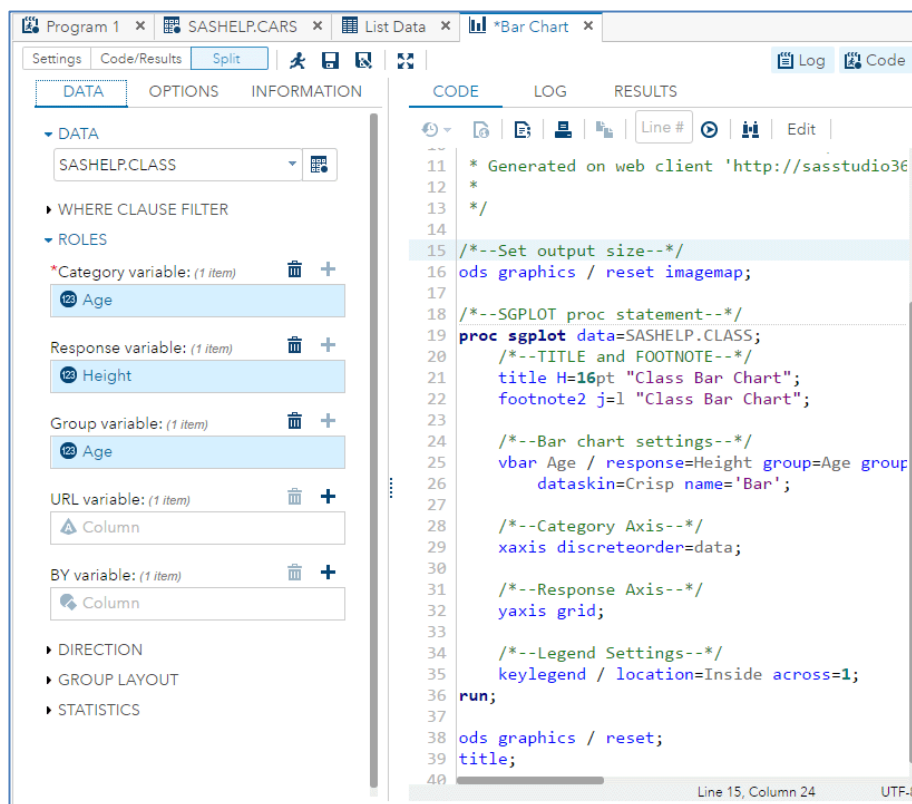 Program 1 × SASHELP.CARS × List Data × *Bar Chart ×
Settings Code/Results Split Log Code
DATA OPTIONS INFORMATION
DATA
SASHELP.CLASS
WHERE CLAUSE FILTER
ROLES
*Category variable: (1 item)
123 Age
Response variable: (1 item)
123 Height
Group variable: (1 item)
123 Age
URL variable: (1 item)
A Column
BY variable: (1 item)
Column
DIRECTION
GROUP LAYOUT
STATISTICS
CODE LOG RESULTS
Line # Edit
10
11 * Generated on web client 'http://sasstudio36
12 *
13 */
14
15 /*--Set output size--*/
16 ods graphics / reset imagemap;
17
18 /*--SGPLOT proc statement--*/
19 proc sgplot data=SASHELP.CLASS;
20 /*--TITLE and FOOTNOTE--*/
21 title H=16pt "Class Bar Chart";
22 footnote2 j=l "Class Bar Chart";
23
24 /*--Bar chart settings--*/
25 vbar Age / response=Height group=Age group
26 dataskin=Crisp name='Bar';
27
28 /*--Category Axis--*/
29 xaxis discreteorder=data;
30
31 /*--Response Axis--*/
32 yaxis grid;
33
34 /*--Legend Settings--*/
35 keylegend / location=Inside across=1;
36 run;
37
38 ods graphics / reset;
39 title;
40
Line 15, Column 24 UTF-8